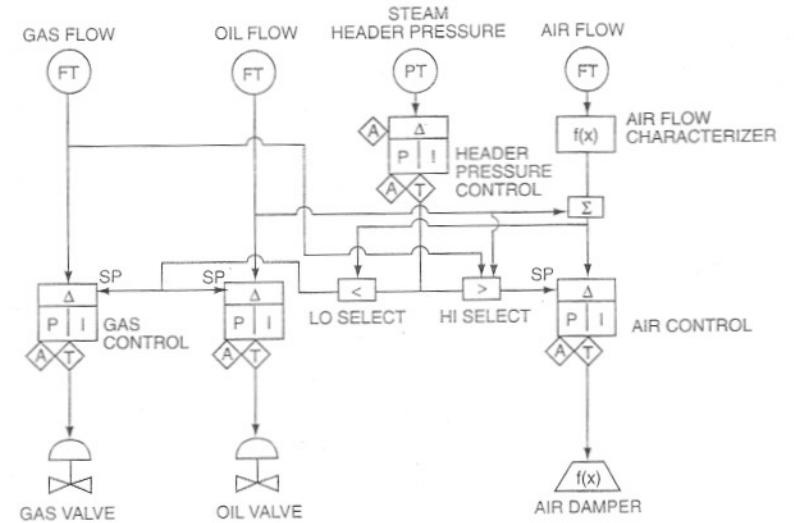 GAS FLOW
OIL FLOW
STEAM
HEADER PRESSURE
AIR FLOW
FT
FT
PT
FT
A
Δ
P I
A T
HEADER
PRESSURE
CONTROL
f(x)
AIR FLOW
CHARACTERIZER
Σ
SP
SP
SP
Δ
P I
A T
GAS
CONTROL
Δ
P I
A T
<
LO SELECT
>
HI SELECT
Δ
P I
A T
AIR CONTROL
GAS VALVE
OIL VALVE
f(x)
AIR DAMPER